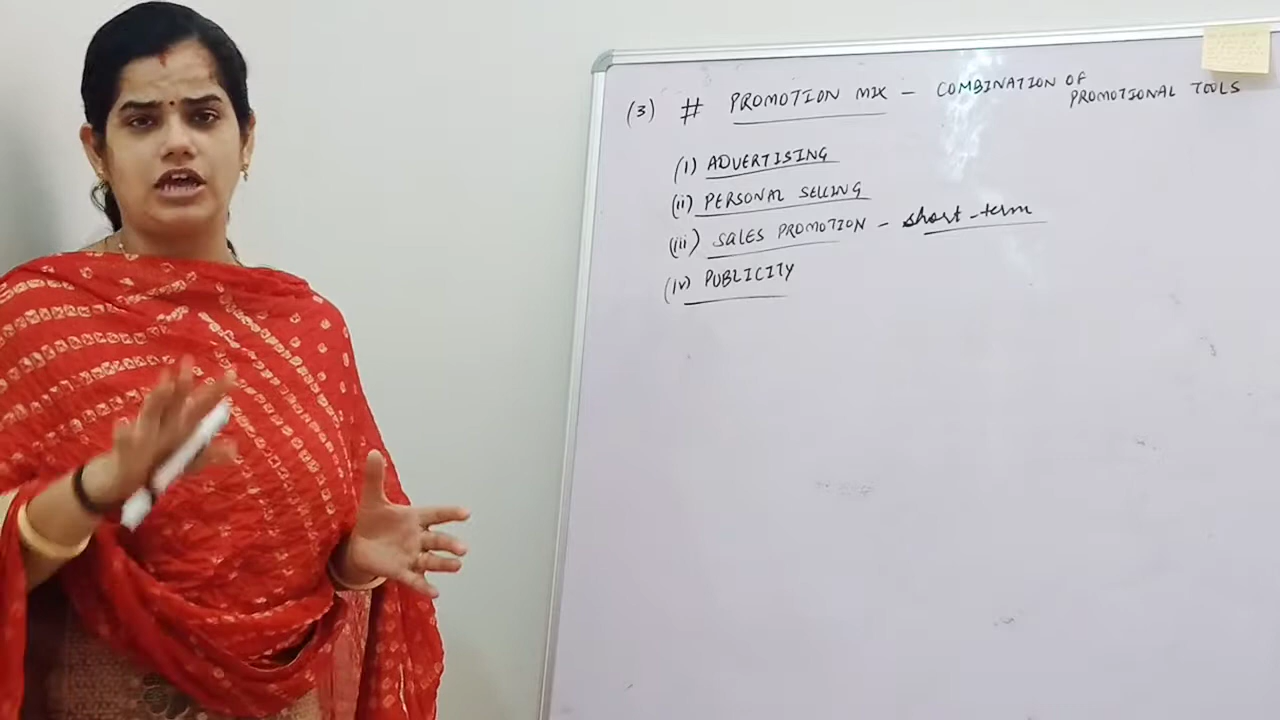 (3) # PROMOTION MIX - COMBINATION OF
PROMOTIONAL TOOLS
(i) ADVERTISING
(ii) PERSONAL SELLING
(iii) SALES PROMOTION - short-term
(iv) PUBLICITY